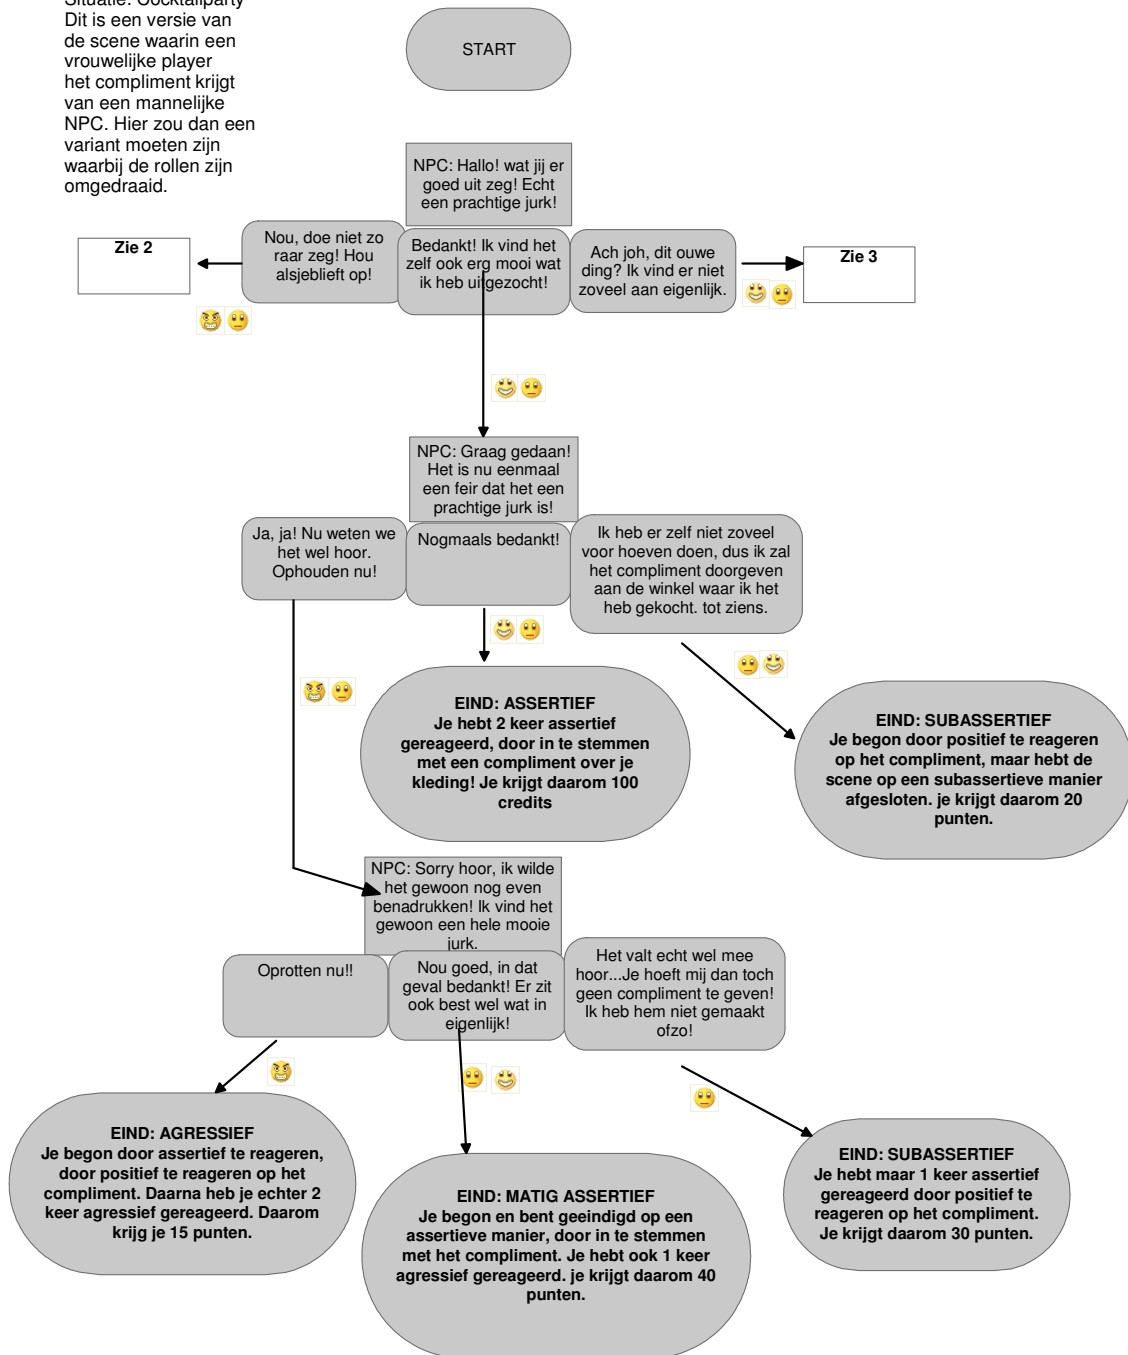 Situatie: Cocktailparty
Dit is een versie van
de scene waarin een
vrouwelijke player
het compliment krijgt
van een mannelijke
NPC. Hier zou dan een
variant moeten zijn
waarbij de rollen zijn
omgedraaid.
START
NPC: Hallo! wat jij er
goed uit zeg! Echt
een prachtige jurk!
Zie 2
Nou, doe niet zo
raar zeg! Hou
alsjeblieft op!
Bedankt! Ik vind het
zelf ook erg mooi wat
ik heb uitgezocht!
Ach joh, dit ouwe
ding? Ik vind er niet
zoveel aan eigenlijk.
Zie 3
NPC: Graag gedaan!
Het is nu eenmaal
een feir dat het een
prachtige jurk is!
Ja, ja! Nu weten we
het wel hoor.
Ophouden nu!
Nogmaals bedankt!
Ik heb er zelf niet zoveel
voor hoeven doen, dus ik zal
het compliment doorgeven
aan de winkel waar ik het
heb gekocht. tot ziens.
EIND: ASSERTIEF
Je hebt 2 keer assertief
gereageerd, door in te stemmen
met een compliment over je
kleding! Je krijgt daarom 100
credits
EIND: SUBASSERTIEF
Je begon door positief te reageren
op het compliment, maar hebt de
scene op een subassertieve manier
afgesloten. je krijgt daarom 20
punten.
NPC: Sorry hoor, ik wilde
het gewoon nog even
benadrukken! Ik vind het
gewoon een hele mooie
jurk.
Oprotten nu!!
Nou goed, in dat
geval bedankt! Er zit
ook best wel wat in
eigenlijk!
Het valt echt wel mee
hoor...Je hoeft mij dan toch
geen compliment te geven!
Ik heb hem niet gemaakt
ofzo!
EIND: AGRESSIEF
Je begon door assertief te reageren,
door positief te reageren op het
compliment. Daarna heb je echter 2
keer agressief gereageerd. Daarom
krijg je 15 punten.
EIND: MATIG ASSERTIEF
Je begon en bent geeindigd op een
assertieve manier, door in te stemmen
met het compliment. Je hebt ook 1 keer
agressief gereageerd. je krijgt daarom 40
punten.
EIND: SUBASSERTIEF
Je hebt maar 1 keer assertief
gereageerd door positief te
reageren op het compliment.
Je krijgt daarom 30 punten.